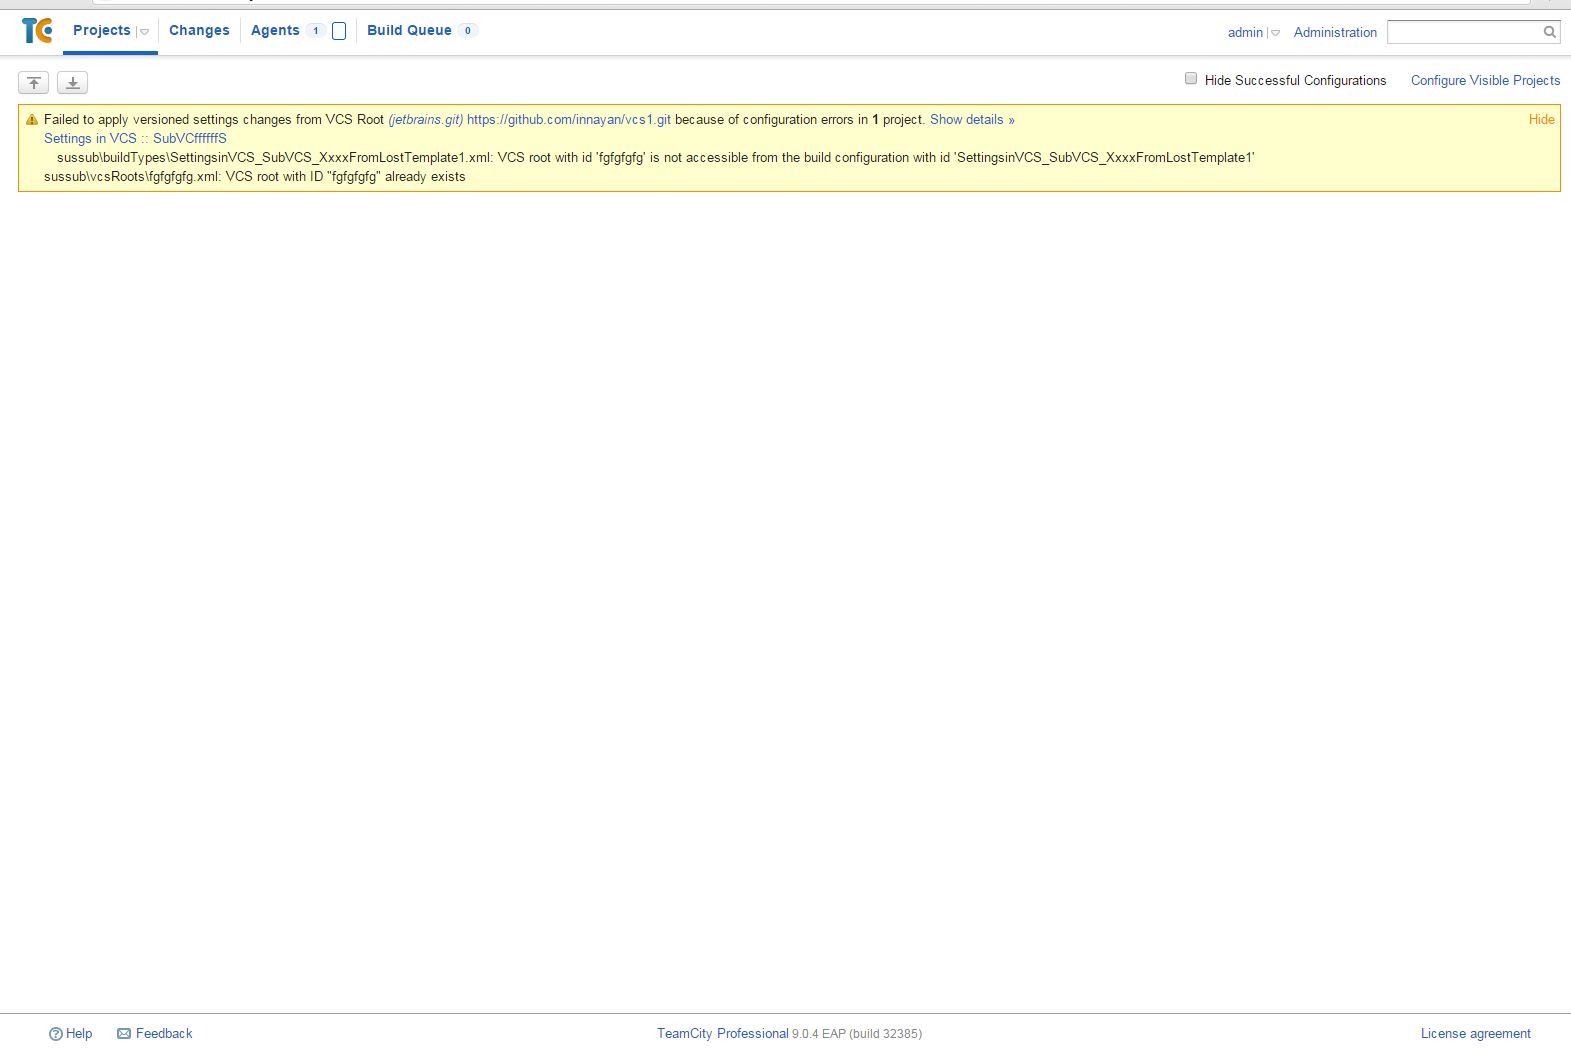 TC Projects Changes Agents 1 Build Queue 0 admin Administration
Hide Successful Configurations Configure Visible Projects
Failed to apply versioned settings changes from VCS Root (jetbrains.git) https://github.com/innayan/vcs1.git because of configuration errors in 1 project. Show details » Hide
Settings in VCS :: SubVCffffffS
sussub\buildTypes\SettingsinVCS_SubVCS_XxxxFromLostTemplate1.xml: VCS root with id 'fgfgfgfg' is not accessible from the build configuration with id 'SettingsinVCS_SubVCS_XxxxFromLostTemplate1'
sussub\vcsRoots\fgfgfgfg.xml: VCS root with ID "fgfgfgfg" already exists
Help Feedback TeamCity Professional 9.0.4 EAP (build 32385) License agreement